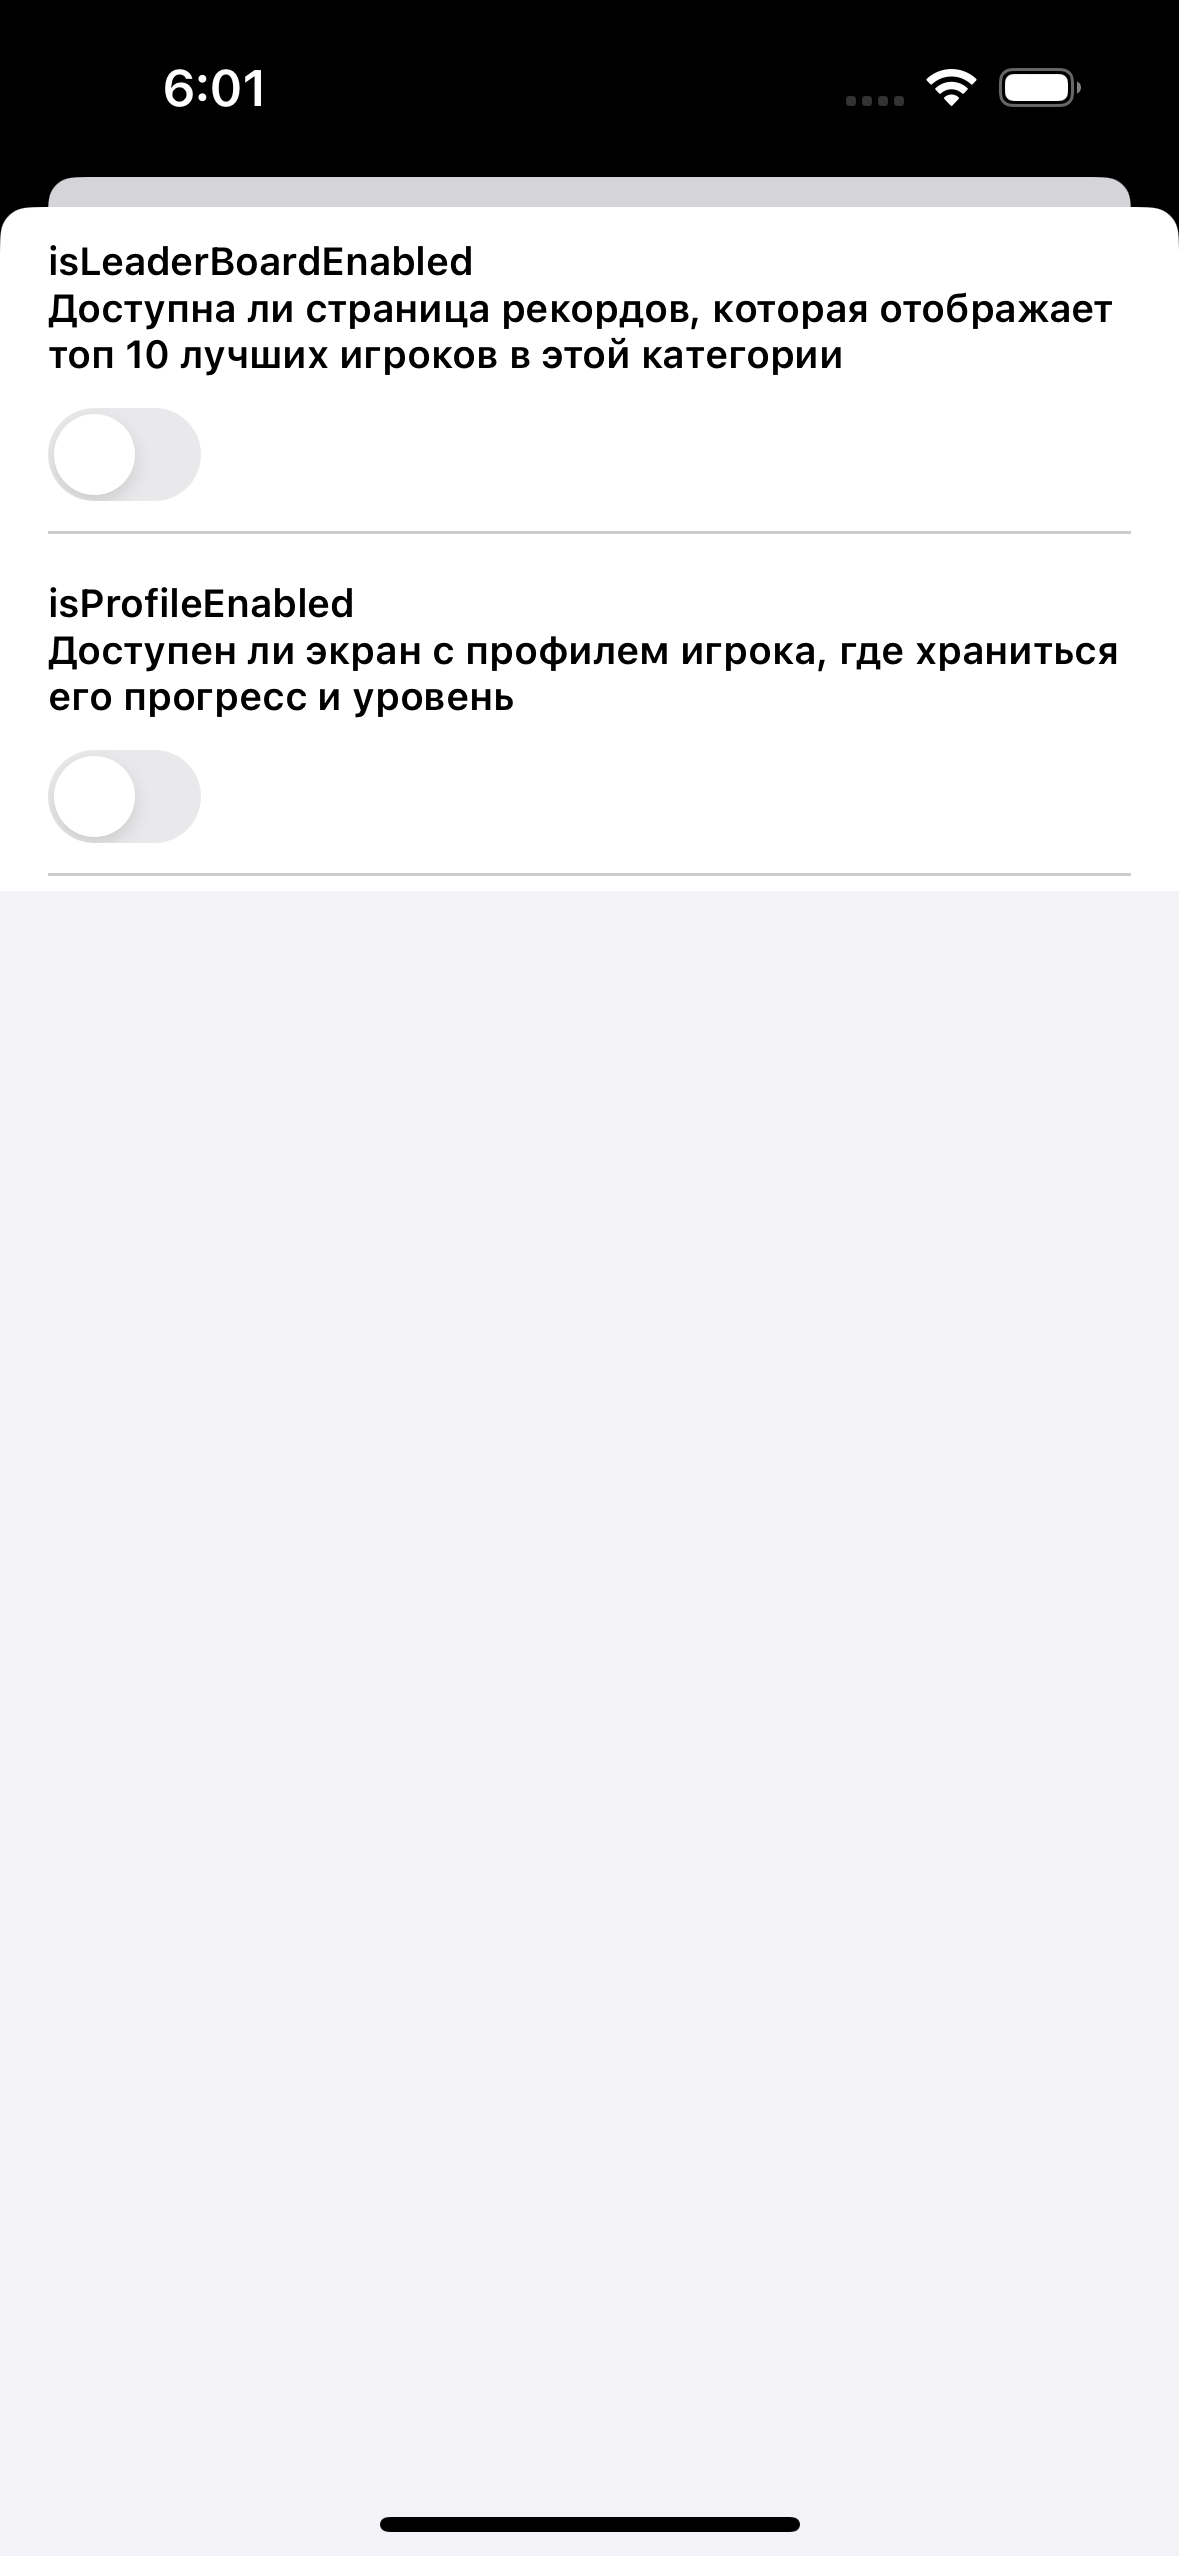 6:01
isLeaderBoardEnabled
Доступна ли страница рекордов, которая отображает
топ 10 лучших игроков в этой категории
isProfileEnabled
Доступен ли экран с профилем игрока, где храниться
его прогресс и уровень